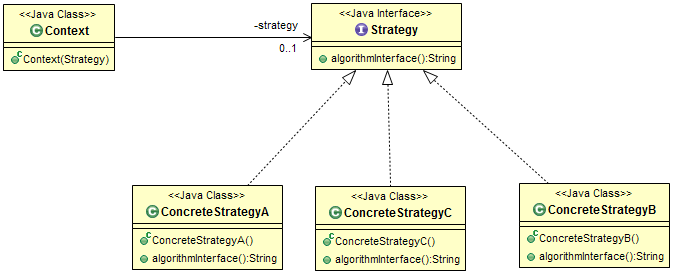 <<Java Class>>
Context
Context(Strategy)
-strategy
0..1
<<Java Interface>>
Strategy
algorithmInterface():String
<<Java Class>>
ConcreteStrategyA
ConcreteStrategyA()
algorithmInterface():String
<<Java Class>>
ConcreteStrategyC
ConcreteStrategyC()
algorithmInterface():String
<<Java Class>>
ConcreteStrategyB
ConcreteStrategyB()
algorithmInterface():String